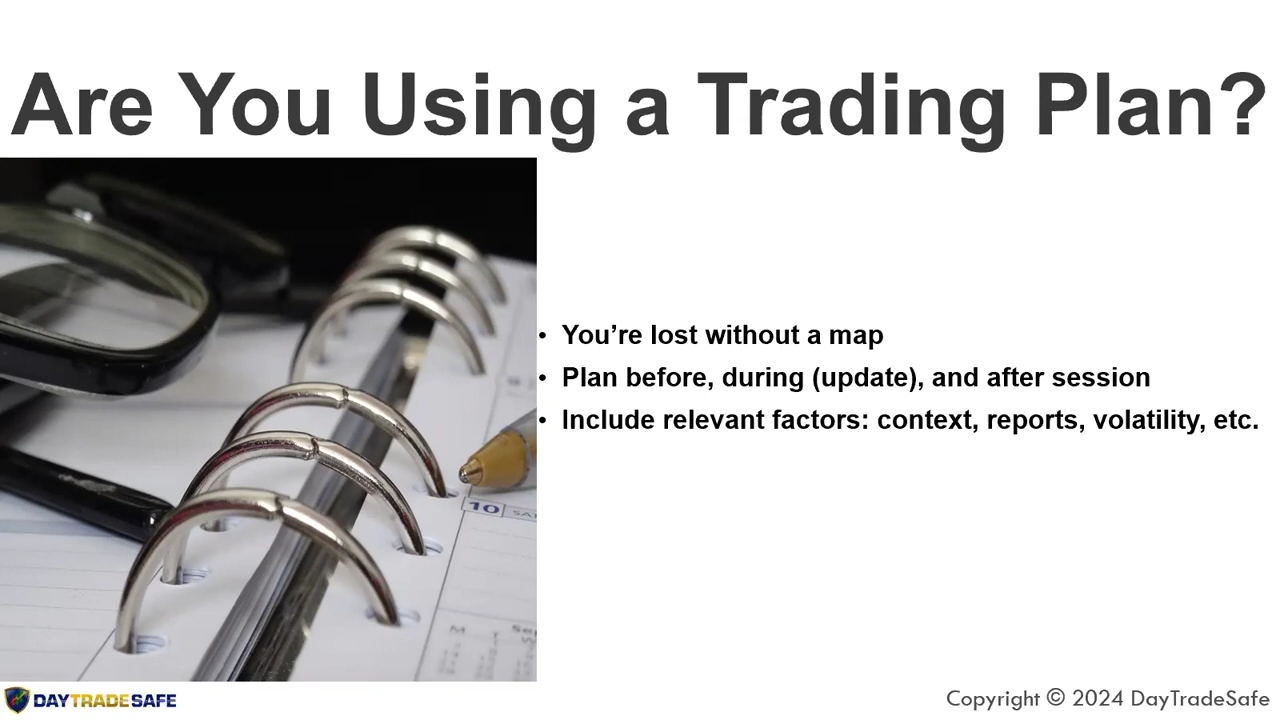 Are You Using a Trading Plan?
• You’re lost without a map
• Plan before, during (update), and after session
• Include relevant factors: context, reports, volatility, etc.
10
M
DAYTRADESAFE
Copyright © 2024 DayTradeSafe